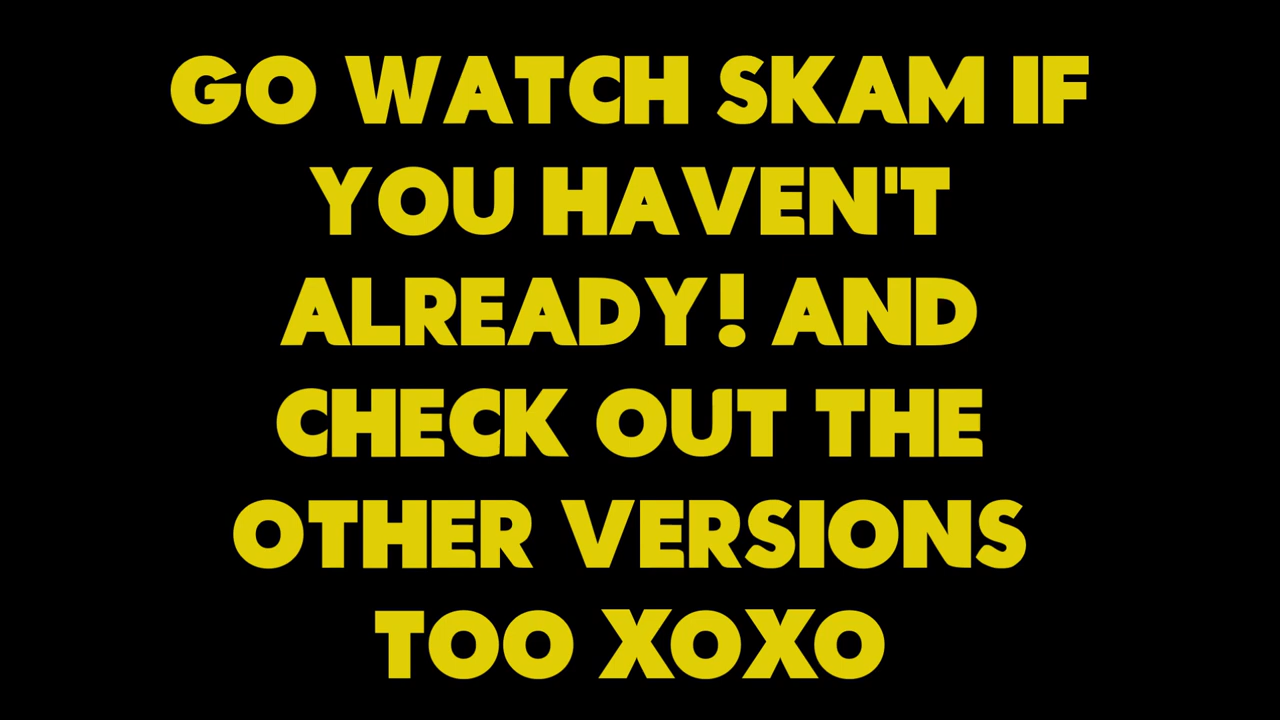 GO WATCH SKAM IF
YOU HAVEN'T
ALREADY! AND
CHECK OUT THE
OTHER VERSIONS
TOO XOXO